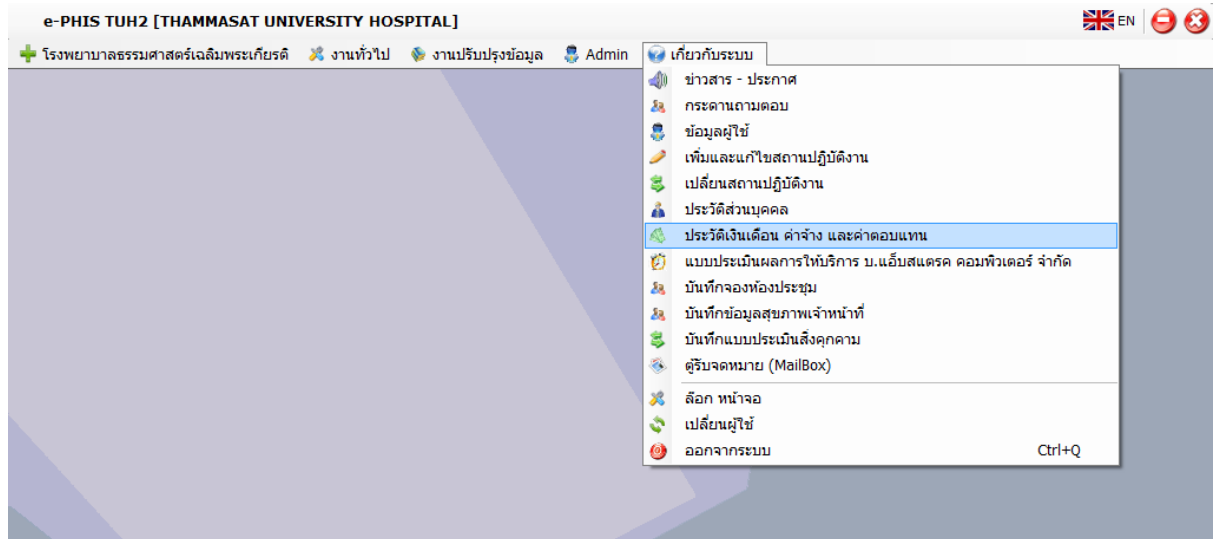 e-PHIS TUH2 [THAMMASAT UNIVERSITY HOSPITAL] EN
โรงพยาบาลธรรมศาสตร์เฉลิมพระเกียรติ งานทั่วไป งานปรับปรุงข้อมูล Admin เกี่ยวกับระบบ
ข่าวสาร - ประกาศ
กระดานถามตอบ
ข้อมูลผู้ใช้
เพิ่มและแก้ไขสถานปฏิบัติงาน
เปลี่ยนสถานปฏิบัติงาน
ประวัติส่วนบุคคล
ประวัติเงินเดือน ค่าจ้าง และค่าตอบแทน
แบบประเมินผลการให้บริการ บ.แอ็บสแตรค คอมพิวเตอร์ จำกัด
บันทึกจองห้องประชุม
บันทึกข้อมูลสุขภาพเจ้าหน้าที่
บันทึกแบบประเมินสิ่งคุกคาม
ตู้รับจดหมาย (MailBox)
ล๊อก หน้าจอ
เปลี่ยนผู้ใช้
ออกจากระบบ Ctrl+Q